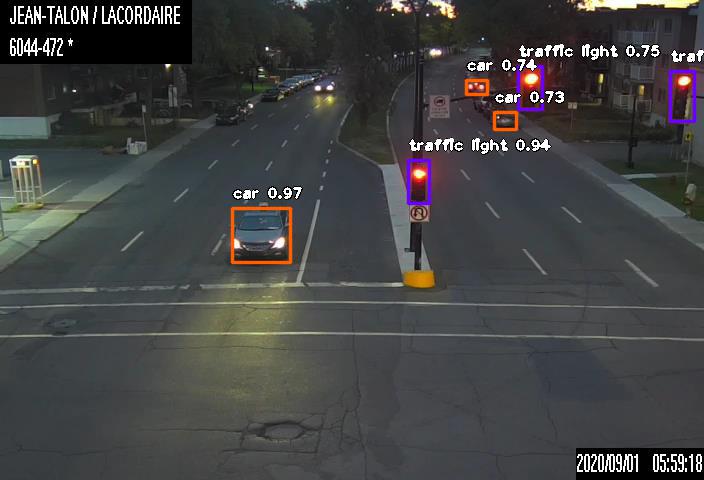 JEAN-TALON / LACORDAIRE
6044-472 *
traffic light 0.75
traf
car 0.74
car 0.73
traffic light 0.94
car 0.97
2020/09/01 05:59:18